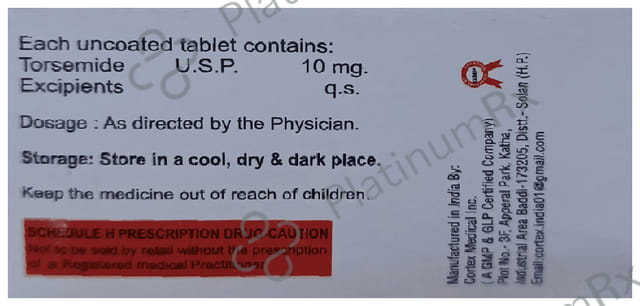 Each uncoated tablet contains:
Torsemide U.S.P. 10 mg.
Excipients q.s.
Dosage : As directed by the Physician.
Storage: Store in a cool, dry & dark place.
Keep the medicine out of reach of children.
SCHEDULE H PRESCRIPTION DRUG CAUTION
Not to be sold by retail without the prescription
of a Registered medical Practitioner
Manufactured in India By:
Cortex Medical Inc.
( A GMP & GLP Certified Company)
Plot No.- 3F, Apperal Park, Katha,
Industrial Area Baddi-173205, Distt.- Solan (H.P.)
Email:cortex.india01@gmail.com
PlatinumRx